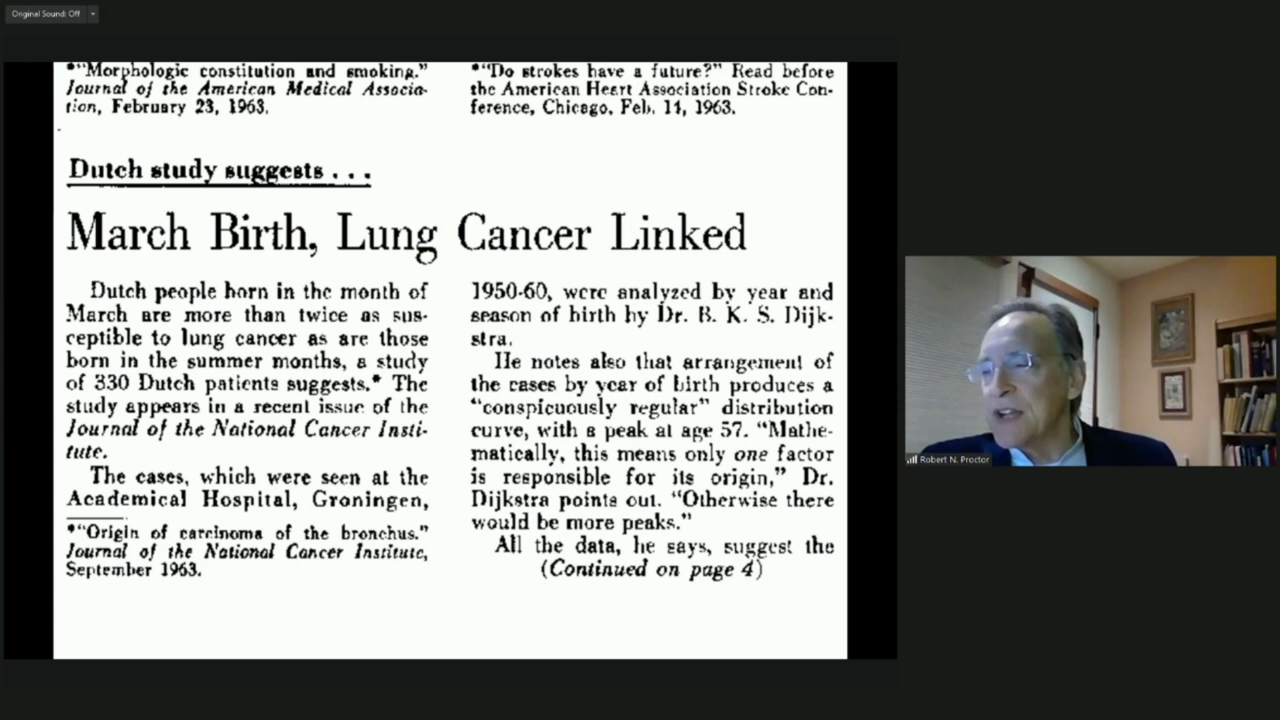 Original Sound: Off
*"Morphologic constitution and smoking."
Journal of the American Medical Associa-
tion, February 23, 1963.
*"Do strokes have a future?" Read before
the American Heart Association Stroke Con-
ference, Chicago, Feb. 14, 1963.
Dutch study suggests . . .
March Birth, Lung Cancer Linked
Dutch people born in the month of
March are more than twice as sus-
ceptible to lung cancer as are those
born in the summer months, a study
of 330 Dutch patients suggests.* The
study appears in a recent issue of the
Journal of the National Cancer Insti-
tute.
The cases, which were seen at the
Academical Hospital, Groningen,
*"Origin of carcinoma of the bronchus."
Journal of the National Cancer Institute,
September 1963.
1950-60, were analyzed by year and
season of birth by Dr. B. K. S. Dijk-
stra.
He notes also that arrangement of
the cases by year of birth produces a
"conspicuously regular" distribution
curve, with a peak at age 57. "Mathe-
matically, this means only one factor
is responsible for its origin," Dr.
Dijkstra points out. "Otherwise there
would be more peaks."
All the data, he says, suggest the
(Continued on page 4)
Robert N. Proctor